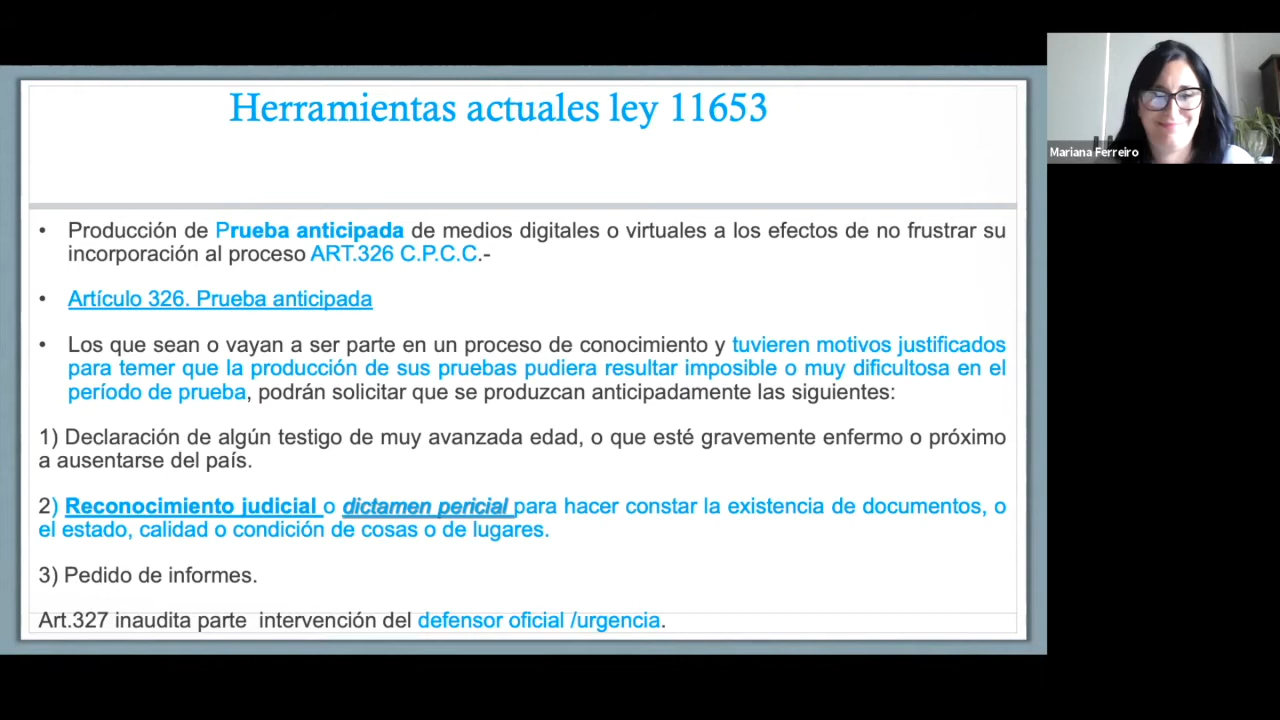 Herramientas actuales ley 11653
• Producción de Prueba anticipada de medios digitales o virtuales a los efectos de no frustrar su
incorporación al proceso ART.326 C.P.C.C.-
• Artículo 326. Prueba anticipada
• Los que sean o vayan a ser parte en un proceso de conocimiento y tuvieren motivos justificados
para temer que la producción de sus pruebas pudiera resultar imposible o muy dificultosa en el
período de prueba, podrán solicitar que se produzcan anticipadamente las siguientes:
1) Declaración de algún testigo de muy avanzada edad, o que esté gravemente enfermo o próximo
a ausentarse del país.
2) Reconocimiento judicial o dictamen pericial para hacer constar la existencia de documentos, o
el estado, calidad o condición de cosas o de lugares.
3) Pedido de informes.
Art.327 inaudita parte intervención del defensor oficial /urgencia.
Mariana Ferreiro